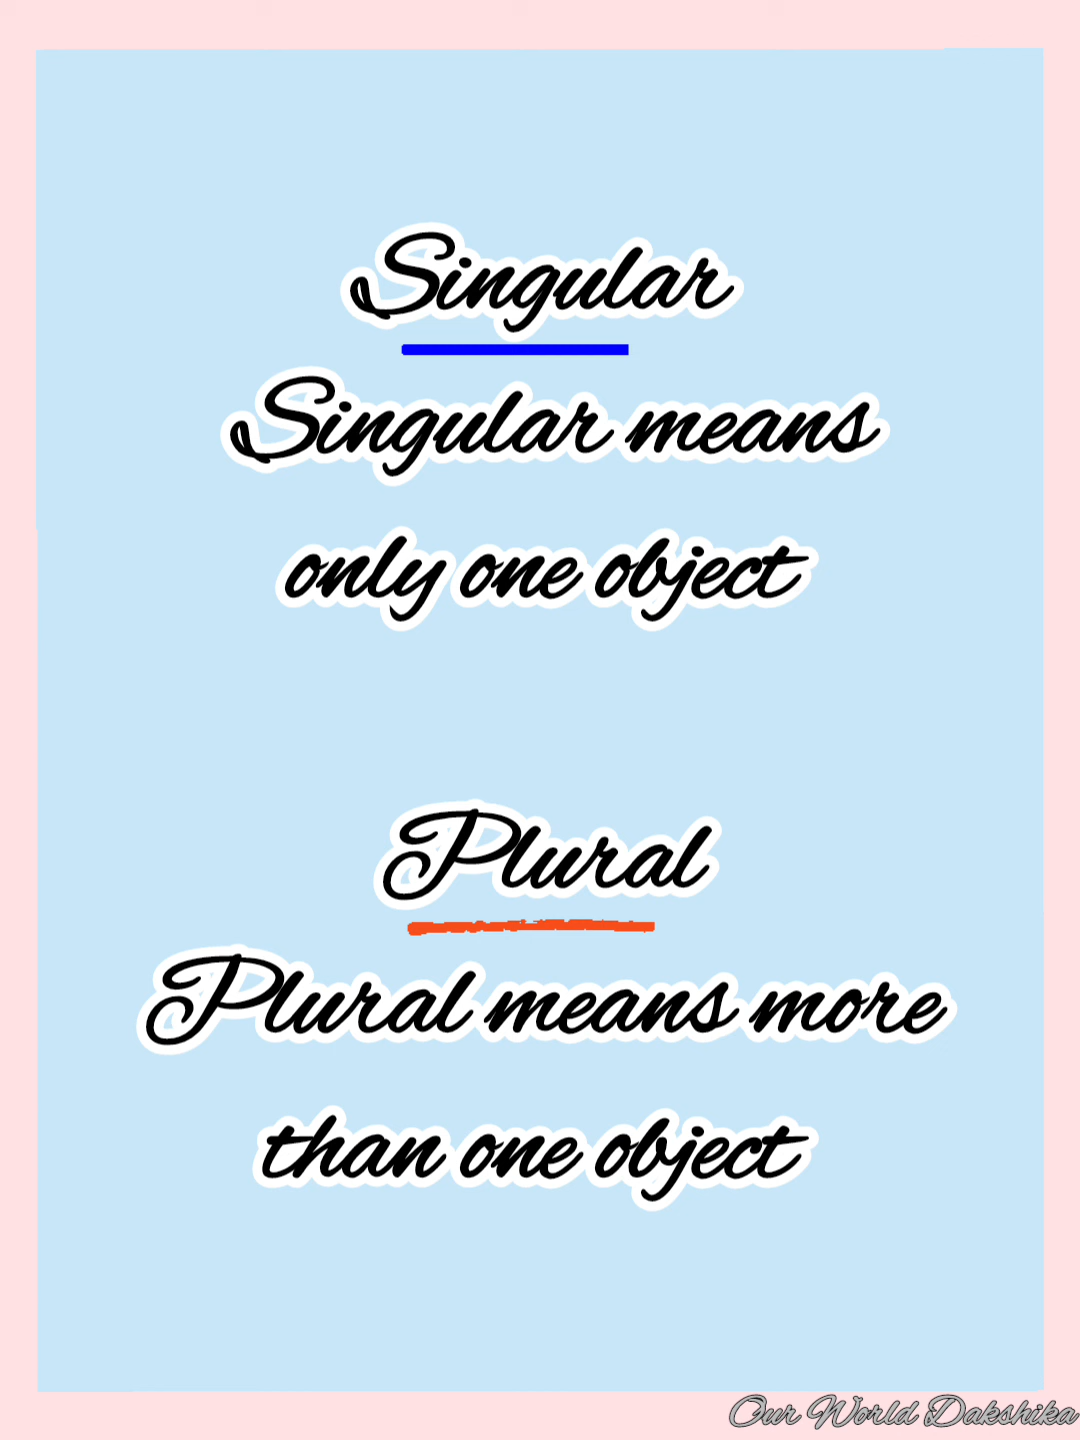 Singular
Singular means
only one object
Plural
Plural means more
than one object
Our World Dakshika